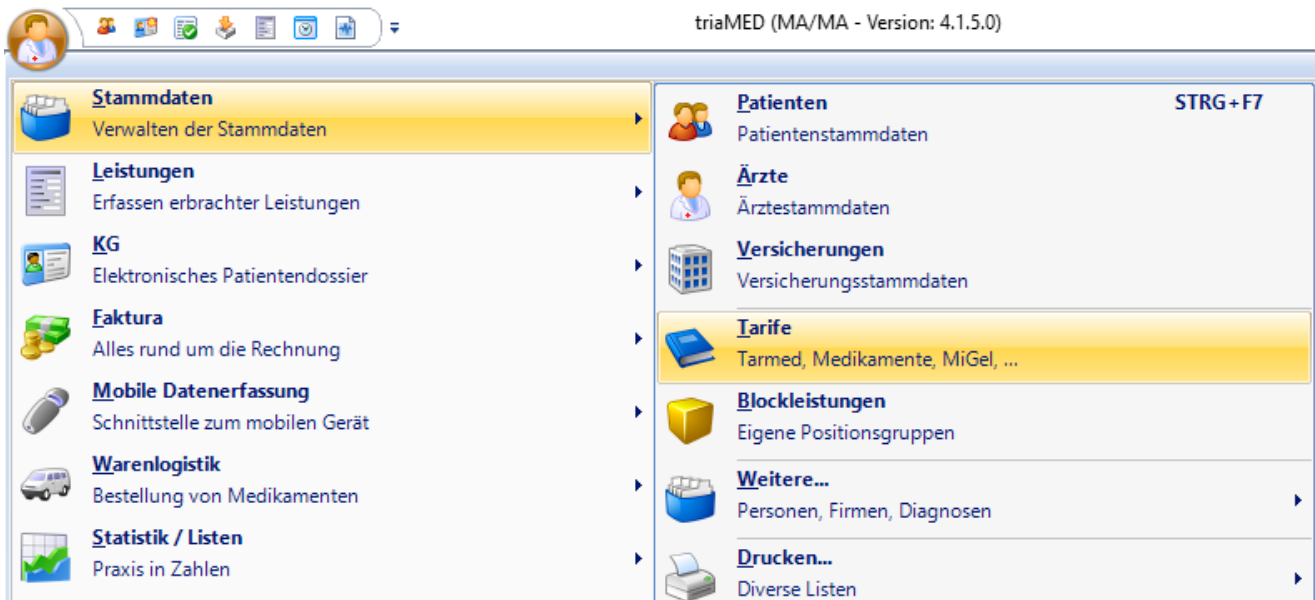 triaMED (MA/MA - Version: 4.1.5.0)
Stammdaten
Verwalten der Stammdaten
Leistungen
Erfassen erbrachter Leistungen
KG
Elektronisches Patientendossier
Faktura
Alles rund um die Rechnung
Mobile Datenerfassung
Schnittstelle zum mobilen Gerät
Warenlogistik
Bestellung von Medikamenten
Statistik / Listen
Praxis in Zahlen
Patienten STRG+F7
Patientenstammdaten
Ärzte
Ärztestammdaten
Versicherungen
Versicherungsstammdaten
Tarife
Tarmed, Medikamente, MiGel, ...
Blockleistungen
Eigene Positionsgruppen
Weitere...
Personen, Firmen, Diagnosen
Drucken...
Diverse Listen